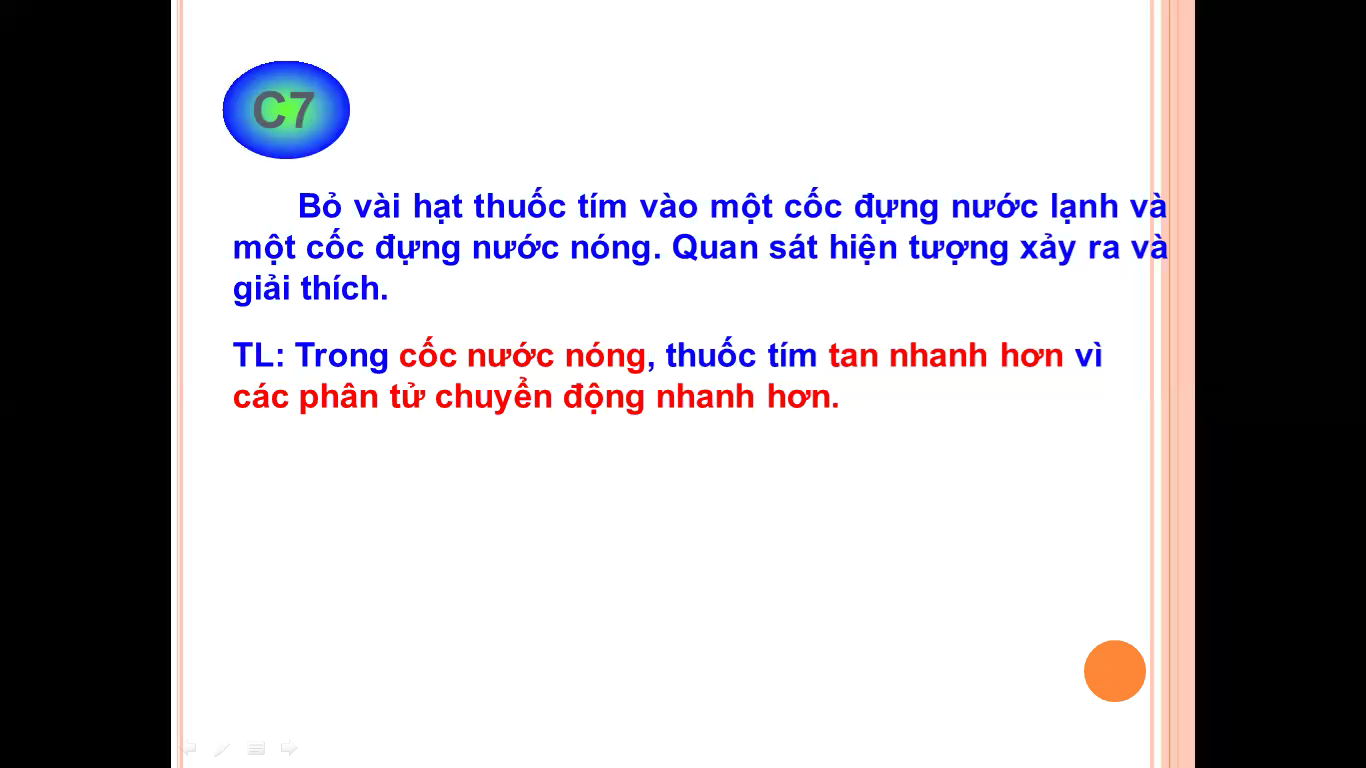 C7
Bỏ vài hạt thuốc tím vào một cốc đựng nước lạnh và
một cốc đựng nước nóng. Quan sát hiện tượng xảy ra và
giải thích.
TL: Trong cốc nước nóng, thuốc tím tan nhanh hơn vì
các phân tử chuyển động nhanh hơn.